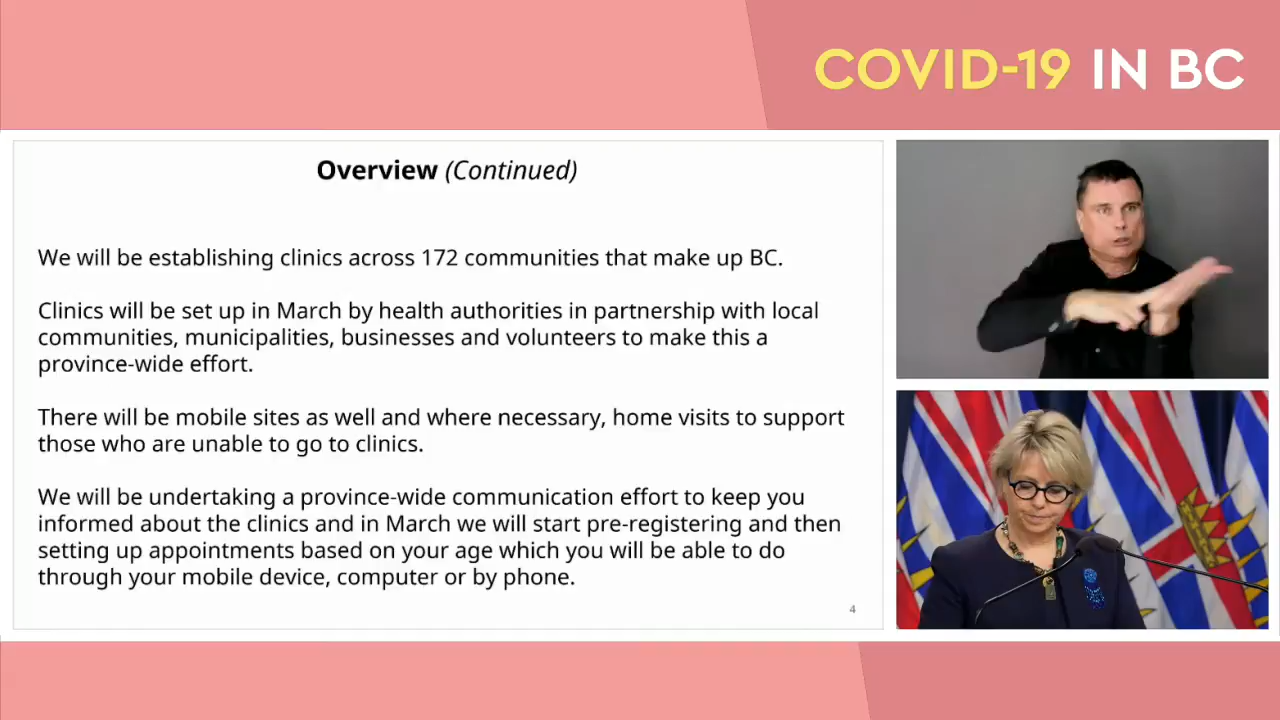 COVID-19 IN BC
Overview (Continued)
We will be establishing clinics across 172 communities that make up BC.
Clinics will be set up in March by health authorities in partnership with local
communities, municipalities, businesses and volunteers to make this a
province-wide effort.
There will be mobile sites as well and where necessary, home visits to support
those who are unable to go to clinics.
We will be undertaking a province-wide communication effort to keep you
informed about the clinics and in March we will start pre-registering and then
setting up appointments based on your age which you will be able to do
through your mobile device, computer or by phone.
4